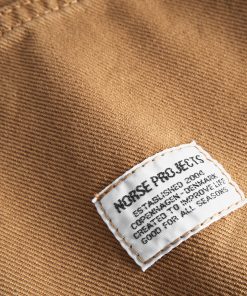 NORSE PROJECTS
ESTABLISHED 2004
COPENHAGEN - DENMARK
CREATED TO IMPROVE LIFE
GOOD FOR ALL SEASONS